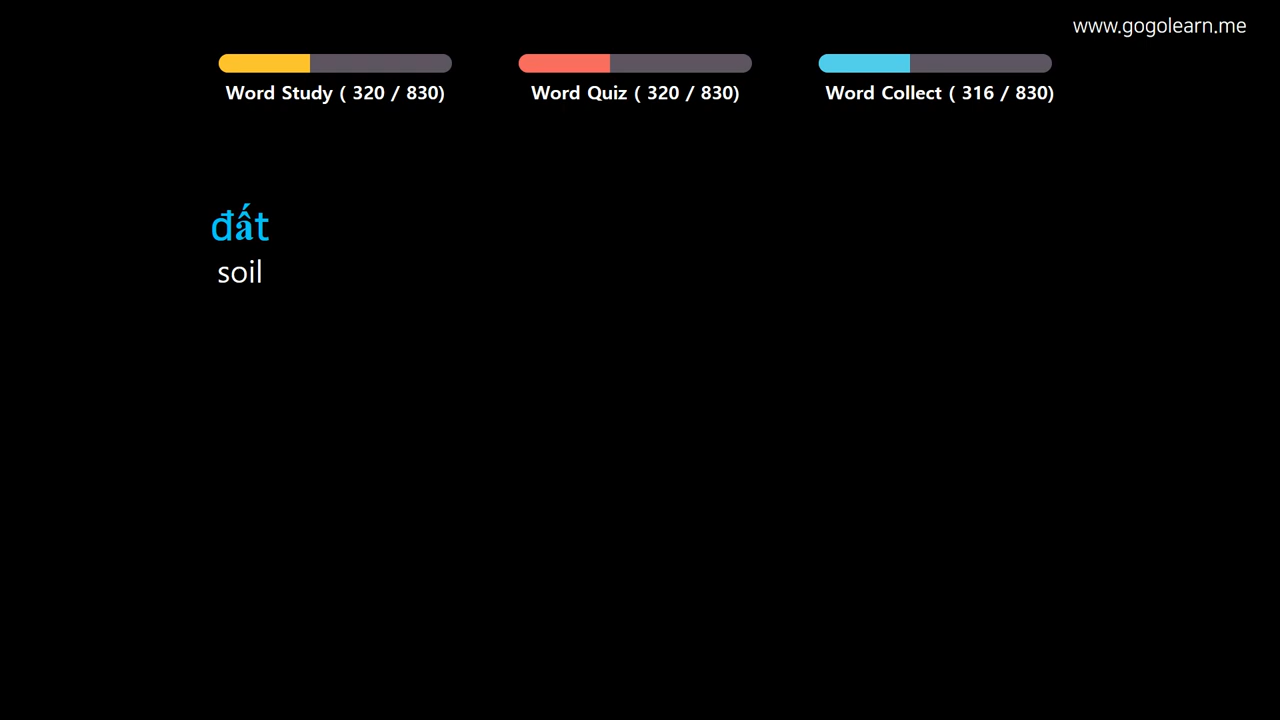 www.gogolearn.me
Word Study ( 320 / 830)
Word Quiz ( 320 / 830)
Word Collect ( 316 / 830)
đất
soil